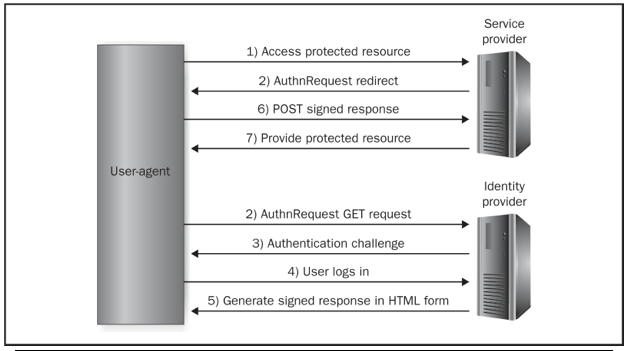 Service
provider
1) Access protected resource
2) AuthnRequest redirect
6) POST signed response
7) Provide protected resource
User-agent
Identity
provider
2) AuthnRequest GET request
3) Authentication challenge
4) User logs in
5) Generate signed response in HTML form